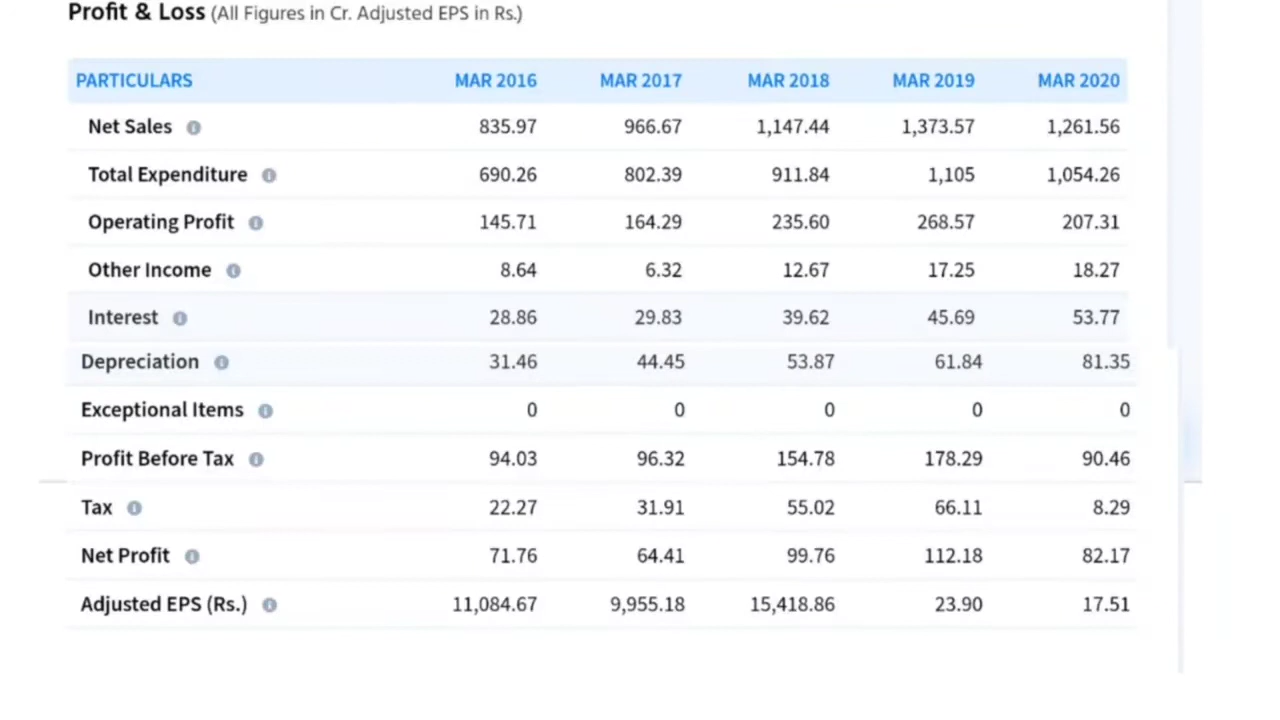 Profit & Loss (All Figures in Cr. Adjusted EPS in Rs.)
PARTICULARS MAR 2016 MAR 2017 MAR 2018 MAR 2019 MAR 2020
Net Sales 835.97 966.67 1,147.44 1,373.57 1,261.56
Total Expenditure 690.26 802.39 911.84 1,105 1,054.26
Operating Profit 145.71 164.29 235.60 268.57 207.31
Other Income 8.64 6.32 12.67 17.25 18.27
Interest 28.86 29.83 39.62 45.69 53.77
Depreciation 31.46 44.45 53.87 61.84 81.35
Exceptional Items 0 0 0 0 0
Profit Before Tax 94.03 96.32 154.78 178.29 90.46
Tax 22.27 31.91 55.02 66.11 8.29
Net Profit 71.76 64.41 99.76 112.18 82.17
Adjusted EPS (Rs.) 11,084.67 9,955.18 15,418.86 23.90 17.51